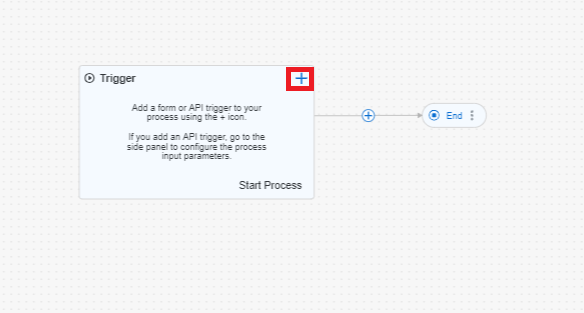 Trigger
Add a form or API trigger to your
process using the + icon.
If you add an API trigger, go to the
side panel to configure the process
input parameters.
Start Process
End